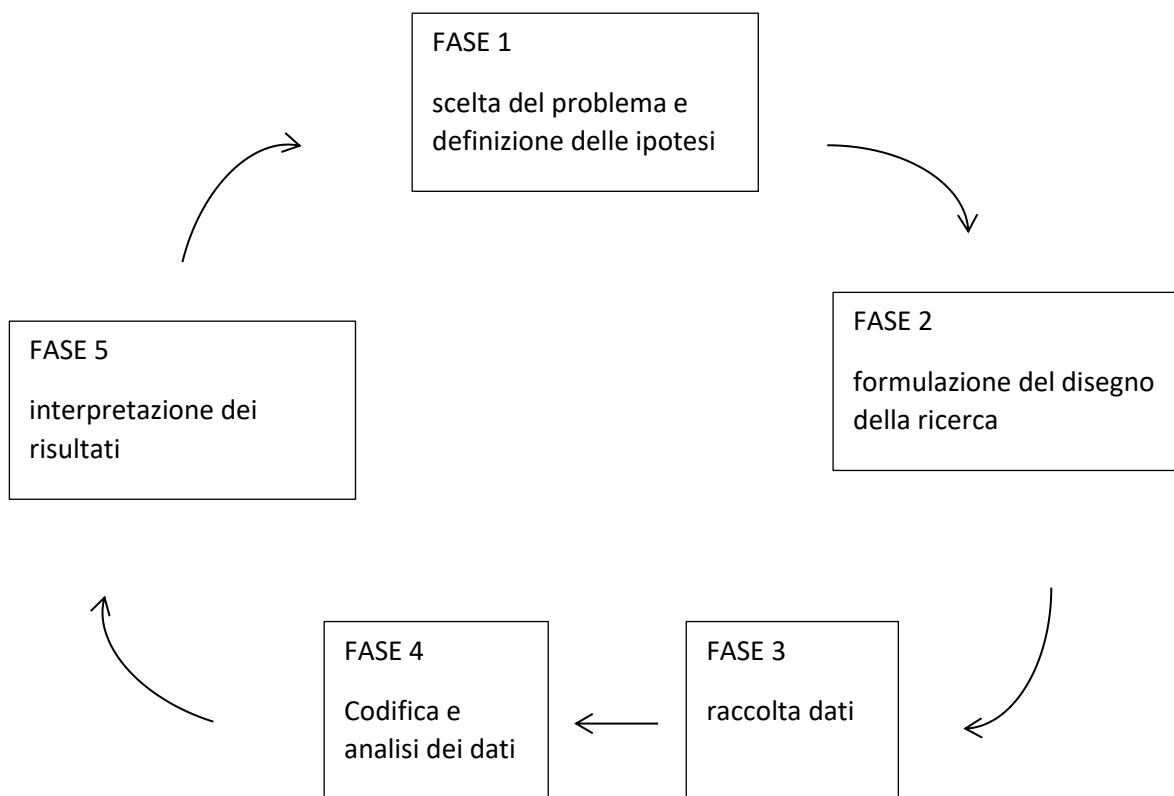 FASE 1
scelta del problema e
definizione delle ipotesi
FASE 2
formulazione del disegno
della ricerca
FASE 3
raccolta dati
FASE 4
Codifica e
analisi dei dati
FASE 5
interpretazione dei
risultati